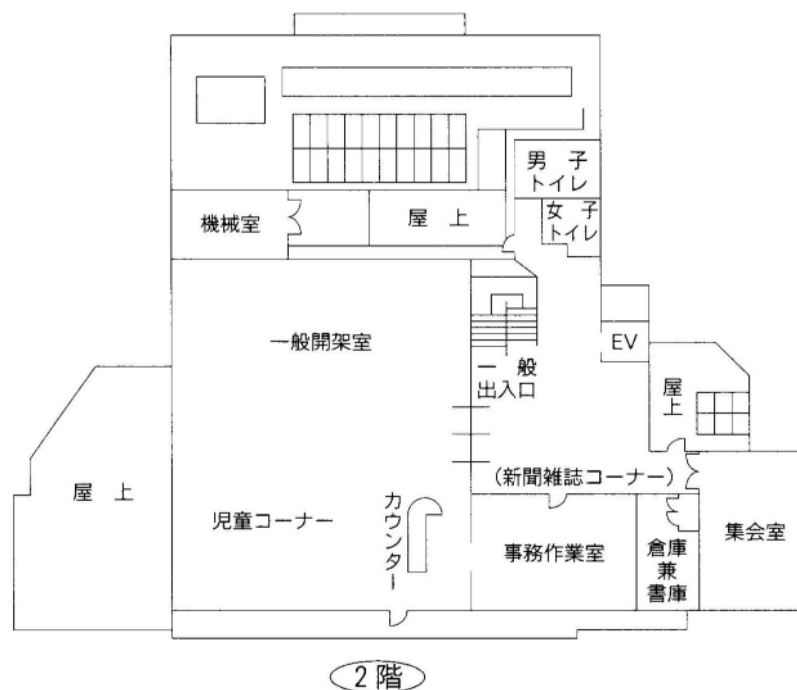 男 子
トイレ
機械室
屋 上
女 子
トイレ
一般開架室
EV
一 般
出入口
屋
上
屋 上
(新聞雑誌コーナー)
児童コーナー
カウンター
事務作業室
倉庫
兼
書庫
集会室
2階